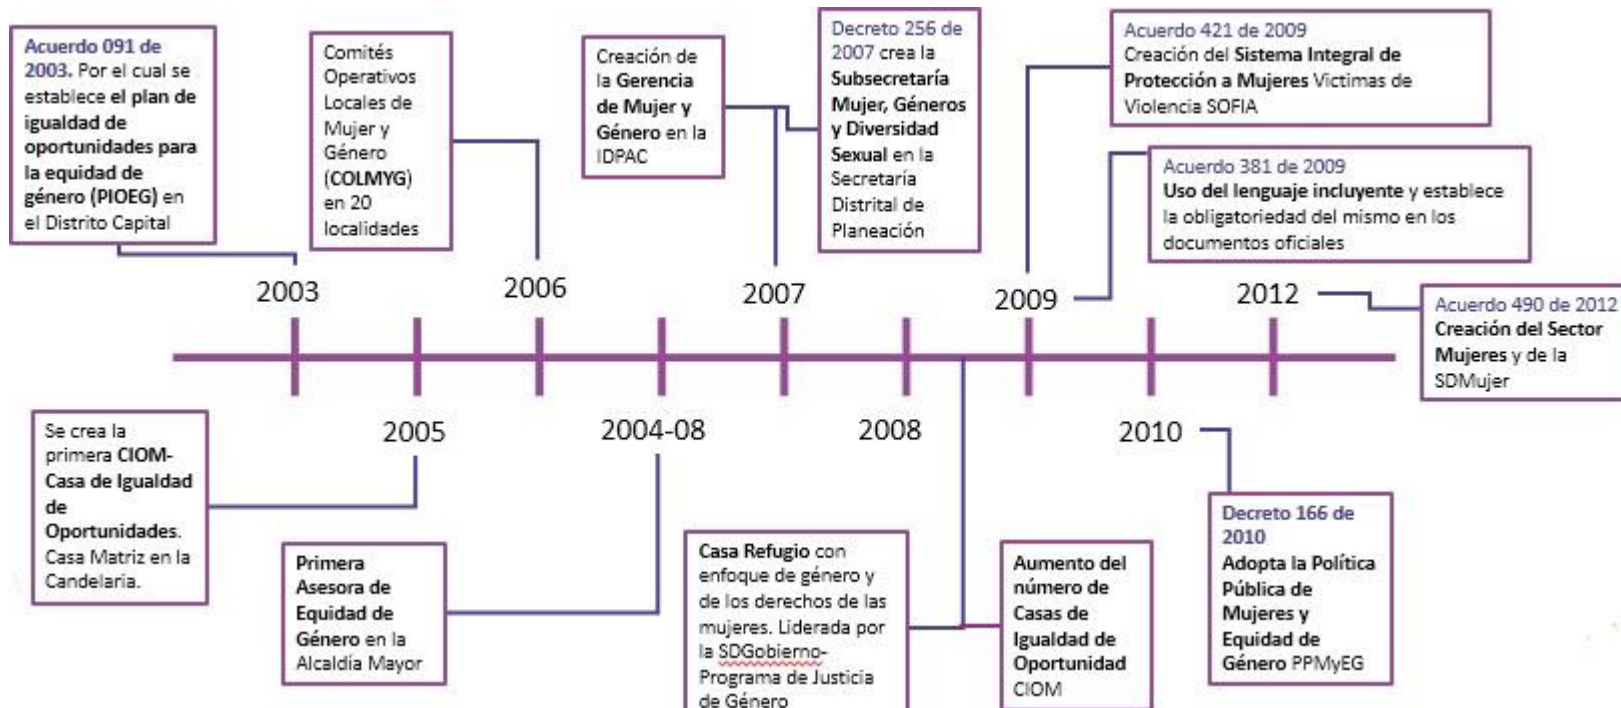 Acuerdo 091 de
2003. Por el cual se
establece el plan de
igualdad de
oportunidades para
la equidad de
género (PIOEG) en
el Distrito Capital
Comités
Operativos
Locales de
Mujer y
Género
(COLMYG)
en 20
localidades
Creación de
la Gerencia
de Mujer y
Género en la
IDPAC
Decreto 256 de
2007 crea la
Subsecretaría
Mujer, Géneros
y Diversidad
Sexual en la
Secretaría
Distrital de
Planeación
Acuerdo 421 de 2009
Creación del Sistema Integral de
Protección a Mujeres Victimas de
Violencia SOFIA
Acuerdo 381 de 2009
Uso del lenguaje incluyente y establece
la obligatoriedad del mismo en los
documentos oficiales
2003
2006
2007
2009
2012
Acuerdo 490 de 2012
Creación del Sector
Mujeres y de la
SDMujer
2005
2004-08
2008
2010
Se crea la
primera CIOM-
Casa de Igualdad
de
Oportunidades.
Casa Matriz en la
Candelaria.
Primera
Asesora de
Equidad de
Género en la
Alcaldía Mayor
Casa Refugio con
enfoque de género y
de los derechos de las
mujeres. Liderada por
la SDGobierno-
Programa de Justicia
de Género
Aumento del
número de
Casas de
Igualdad de
Oportunidad
CIOM
Decreto 166 de
2010
Adopta la Política
Pública de
Mujeres y
Equidad de
Género PPMyEG